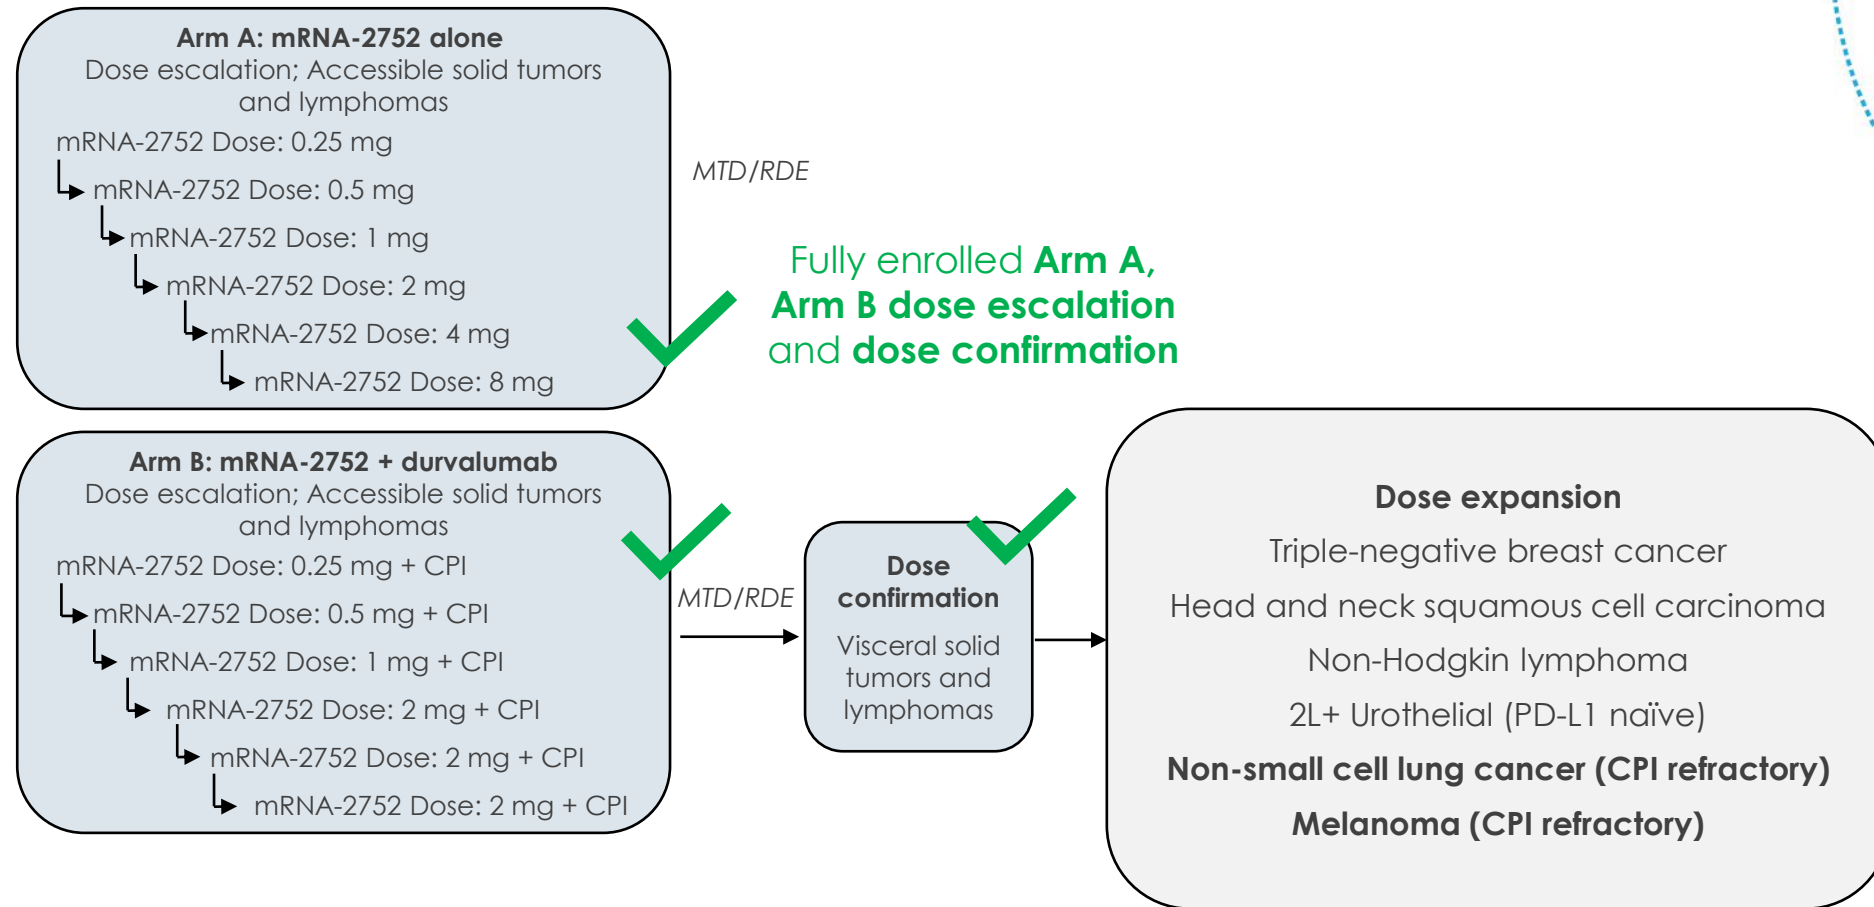 Arm A: mRNA-2752 alone
Dose escalation; Accessible solid tumors
and lymphomas
mRNA-2752 Dose: 0.25 mg
mRNA-2752 Dose: 0.5 mg
mRNA-2752 Dose: 1 mg
mRNA-2752 Dose: 2 mg
mRNA-2752 Dose: 4 mg
mRNA-2752 Dose: 8 mg
MTD/RDE
Fully enrolled Arm A,
Arm B dose escalation
and dose confirmation
Arm B: mRNA-2752 + durvalumab
Dose escalation; Accessible solid tumors
and lymphomas
mRNA-2752 Dose: 0.25 mg + CPI
mRNA-2752 Dose: 0.5 mg + CPI
mRNA-2752 Dose: 1 mg + CPI
mRNA-2752 Dose: 2 mg + CPI
mRNA-2752 Dose: 2 mg + CPI
mRNA-2752 Dose: 2 mg + CPI
MTD/RDE
Dose
confirmation
Visceral solid
tumors and
lymphomas
Dose expansion
Triple-negative breast cancer
Head and neck squamous cell carcinoma
Non-Hodgkin lymphoma
2L+ Urothelial (PD-L1 naïve)
Non-small cell lung cancer (CPI refractory)
Melanoma (CPI refractory)